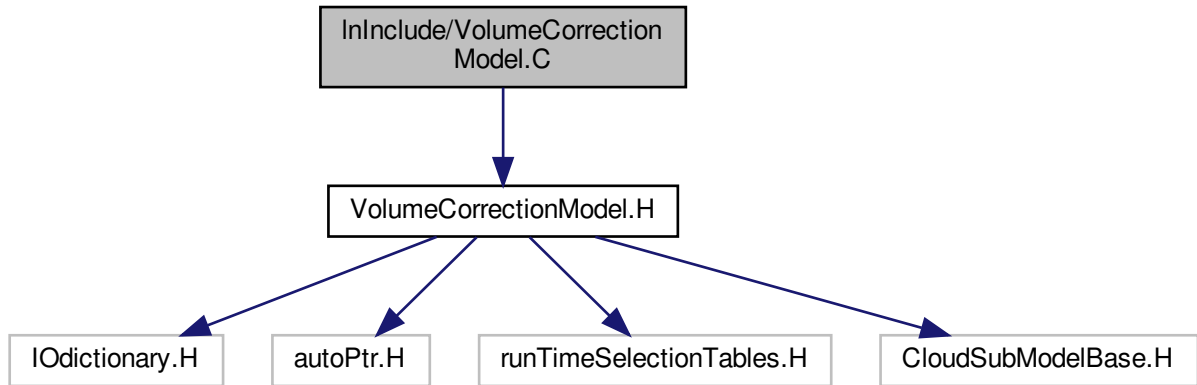 lnInclude/VolumeCorrection
Model.C
VolumeCorrectionModel.H
IOdictionary.H
autoPtr.H
runTimeSelectionTables.H
CloudSubModelBase.H